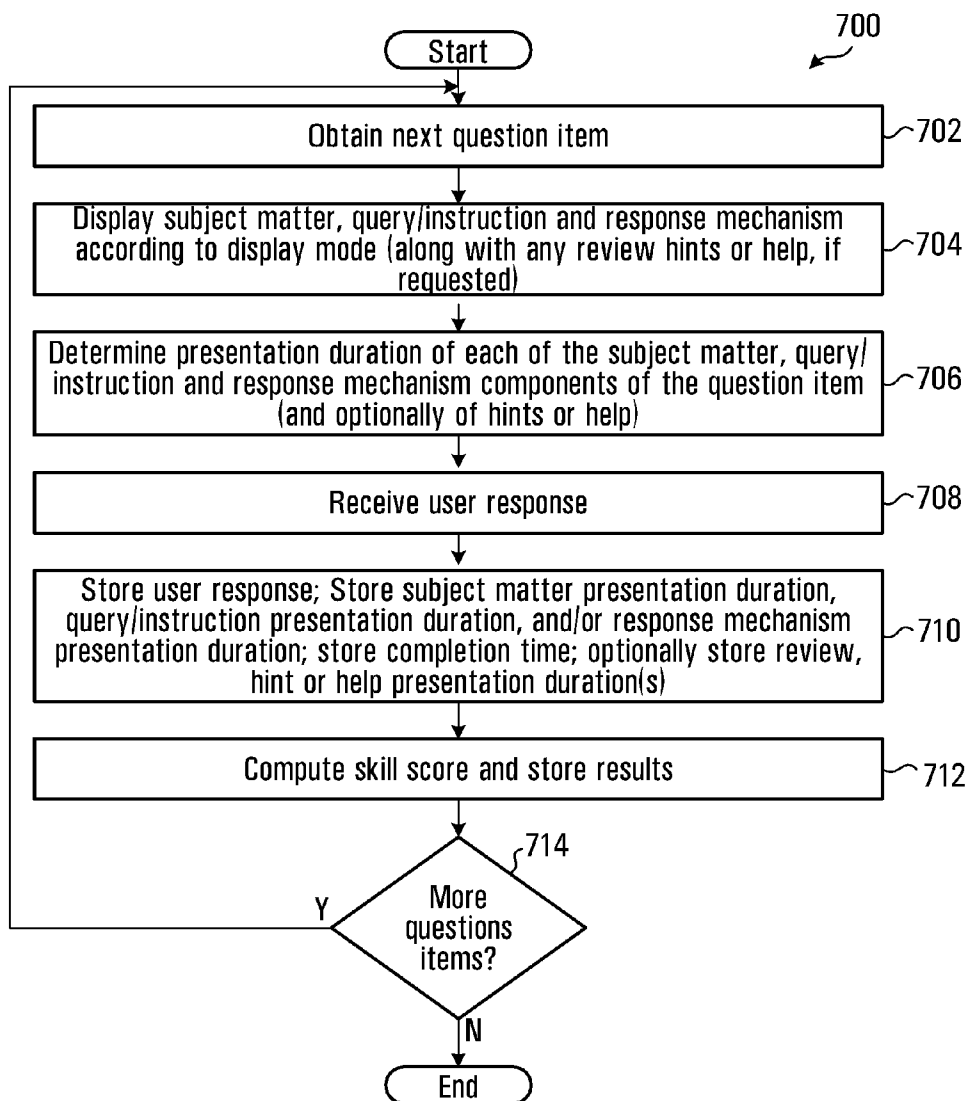 700
Start
Obtain next question item
702
Display subject matter, query/instruction and response mechanism
according to display mode (along with any review hints or help, if
requested)
704
Determine presentation duration of each of the subject matter, query/
instruction and response mechanism components of the question item
(and optionally of hints or help)
706
Receive user response
708
Store user response; Store subject matter presentation duration,
query/instruction presentation duration, and/or response mechanism
presentation duration; store completion time; optionally store review,
hint or help presentation duration(s)
710
Compute skill score and store results
712
714
More
questions
items?
Y
N
End